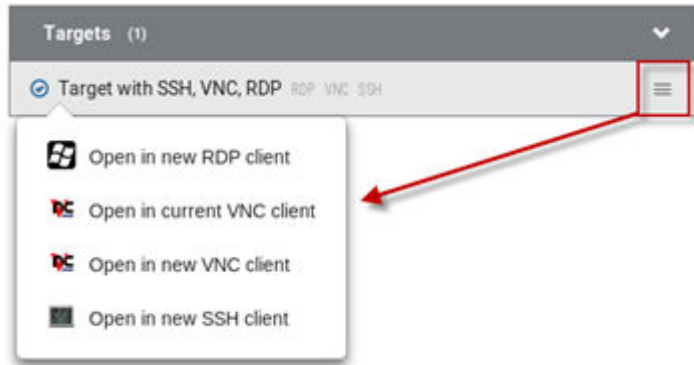 Targets (1)
Target with SSH, VNC, RDP RDP VNC SSH
Open in new RDP client
Open in current VNC client
Open in new VNC client
Open in new SSH client